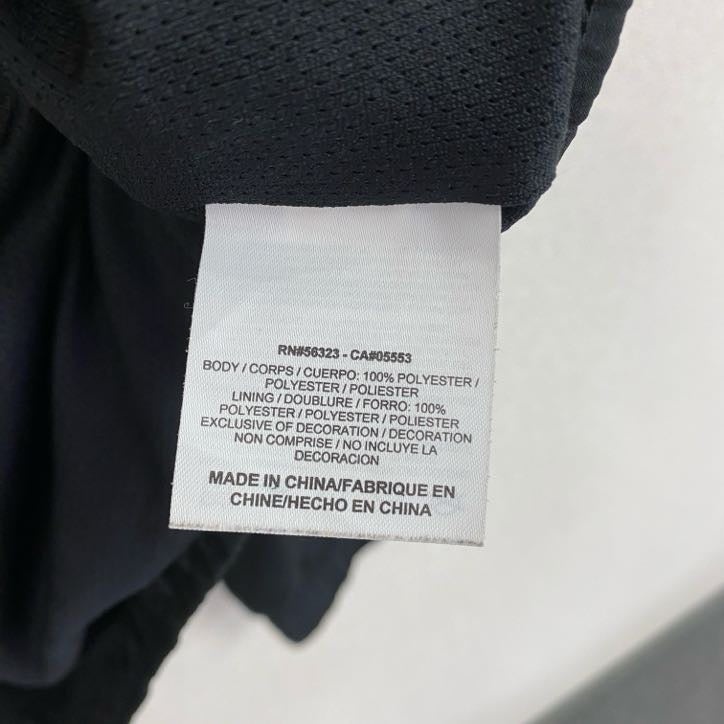 RN#56323 - CA#05553
BODY / CORPS / CUERPO: 100% POLYESTER /
POLYESTER / POLIESTER
LINING / DOUBLURE / FORRO: 100%
POLYESTER / POLYESTER / POLIESTER
EXCLUSIVE OF DECORATION / DECORATION
NON COMPRISE / NO INCLUYE LA
DECORACION
MADE IN CHINA/FABRIQUE EN
CHINE/HECHO EN CHINA